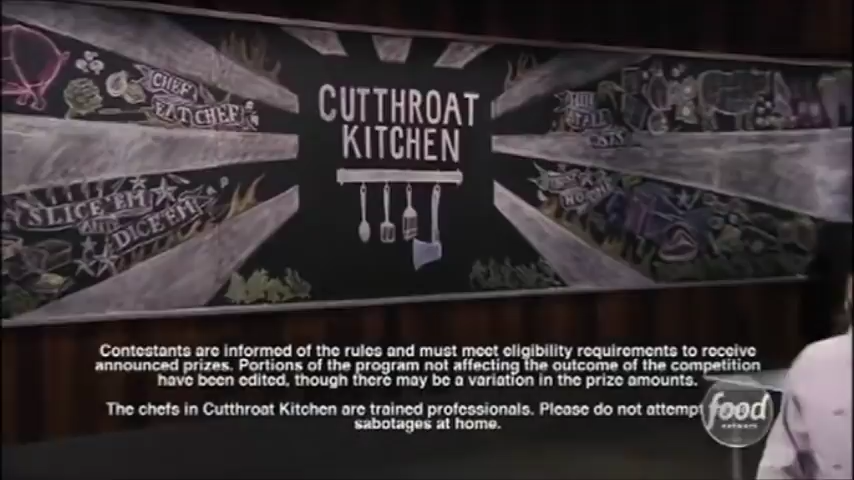 CHEF
EAT CHEF!
CUTTHROAT
KITCHEN
SLICE 'EM
AND
DICE 'EM
Contestants are informed of the rules and must meet eligibility requirements to receive
announced prizes. Portions of the program not affecting the outcome of the competition
have been edited, though there may be a variation in the prize amounts.
The chefs in Cutthroat Kitchen are trained professionals. Please do not attempt
sabotages at home.
food
network